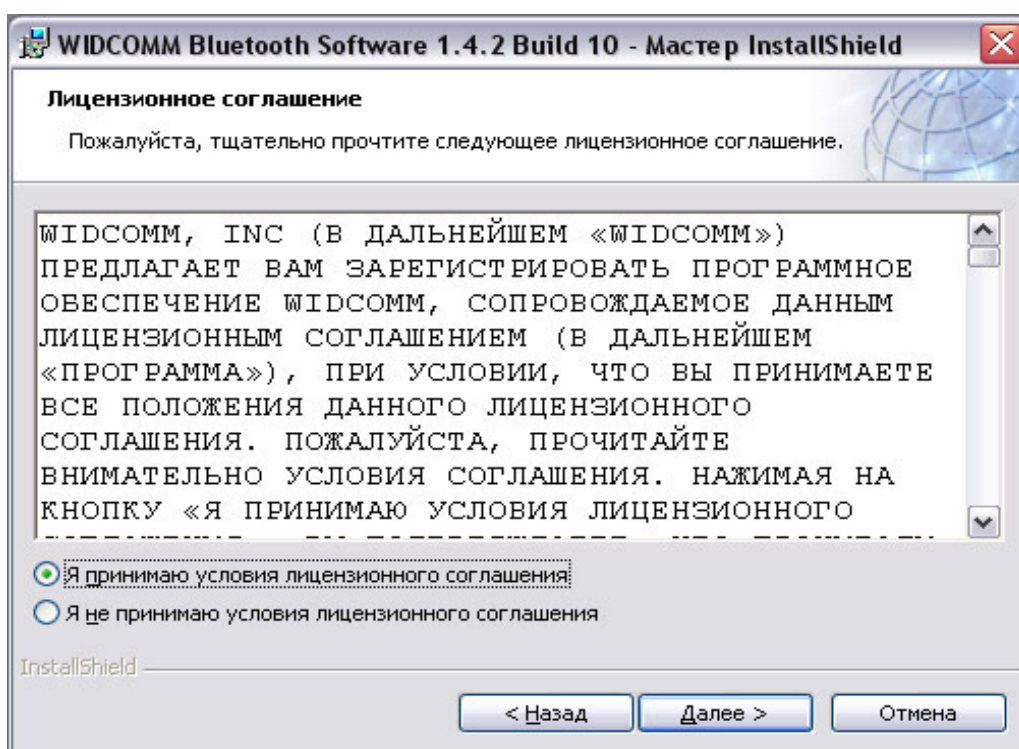 WIDCOMM Bluetooth Software 1.4.2 Build 10 - Мастер InstallShield
Лицензионное соглашение
Пожалуйста, тщательно прочтите следующее лицензионное соглашение.
WIDCOMM, INC (В ДАЛЬНЕЙШЕМ «WIDCOMM»)
ПРЕДЛАГАЕТ ВАМ ЗАРЕГИСТРИРОВАТЬ ПРОГРАММНОЕ
ОБЕСПЕЧЕНИЕ WIDCOMM, СОПРОВОЖДАЕМОЕ ДАННЫМ
ЛИЦЕНЗИОННЫМ СОГЛАШЕНИЕМ (В ДАЛЬНЕЙШЕМ
«ПРОГРАММА»), ПРИ УСЛОВИИ, ЧТО ВЫ ПРИНИМАЕТЕ
ВСЕ ПОЛОЖЕНИЯ ДАННОГО ЛИЦЕНЗИОННОГО
СОГЛАШЕНИЯ. ПОЖАЛУЙСТА, ПРОЧИТАЙТЕ
ВНИМАТЕЛЬНО УСЛОВИЯ СОГЛАШЕНИЯ. НАЖИМАЯ НА
КНОПКУ «Я ПРИНИМАЮ УСЛОВИЯ ЛИЦЕНЗИОННОГО
Я принимаю условия лицензионного соглашения
Я не принимаю условия лицензионного соглашения
InstallShield
< Назад
Далее >
Отмена